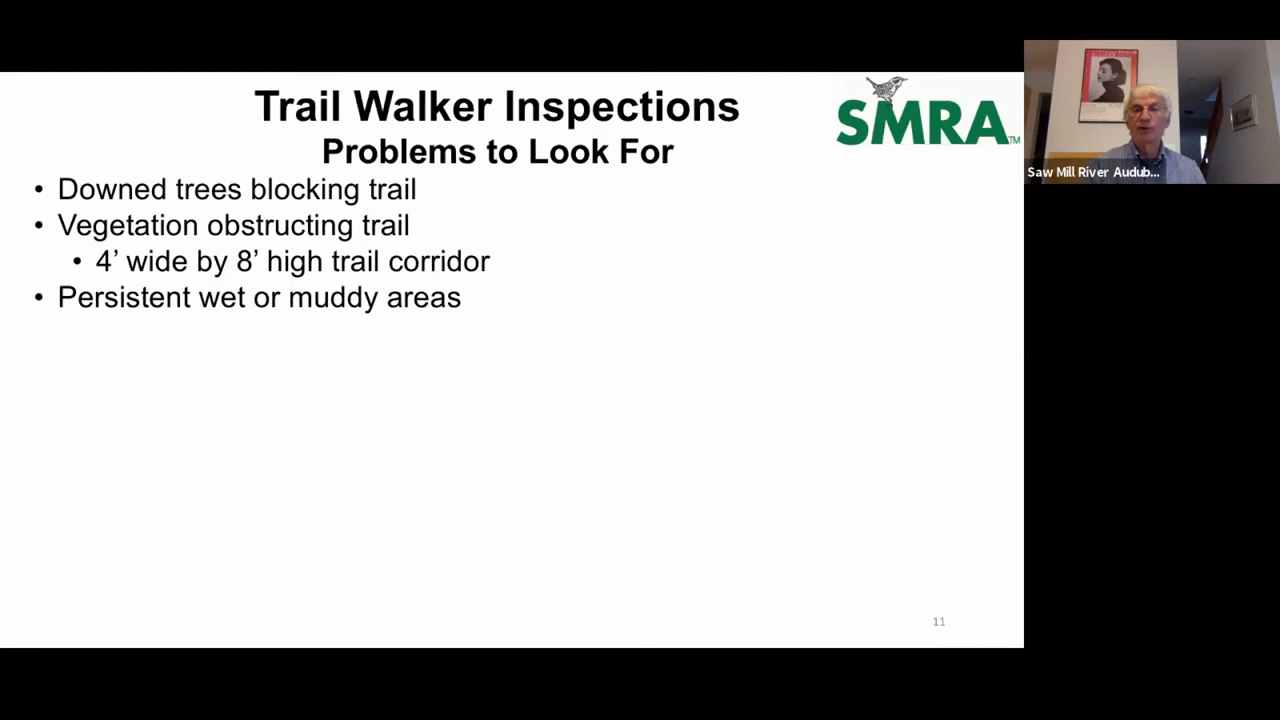 Trail Walker Inspections
Problems to Look For
SMRA™
• Downed trees blocking trail
• Vegetation obstructing trail
• 4’ wide by 8’ high trail corridor
• Persistent wet or muddy areas
11
Saw Mill River Audub...